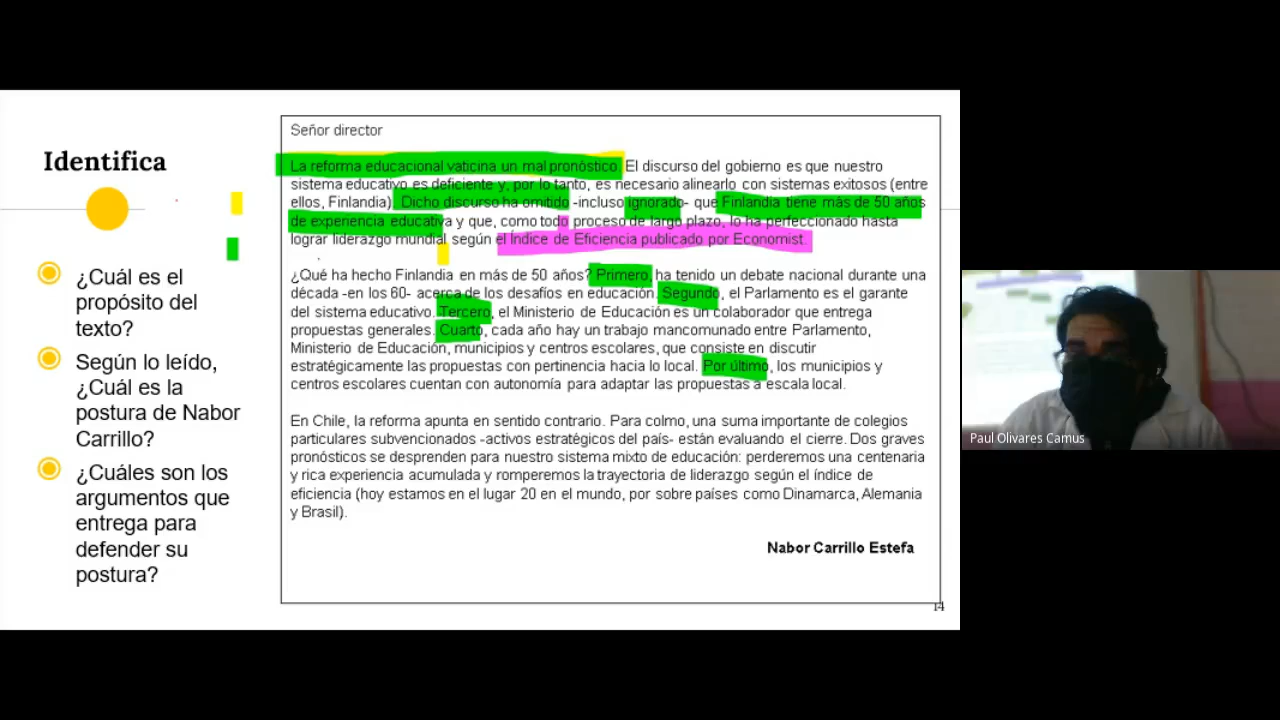 Identifica
¿Cuál es el
propósito del
texto?
Según lo leído,
¿Cuál es la
postura de Nabor
Carrillo?
¿Cuáles son los
argumentos que
entrega para
defender su
postura?
Señor director
La reforma educacional vaticina un mal pronóstico. El discurso del gobierno es que nuestro
sistema educativo es deficiente y, por lo tanto, es necesario alinearlo con sistemas exitosos (entre
ellos, Finlandia). Dicho discurso ha omitido -incluso ignorado- que Finlandia tiene más de 50 años
de experiencia educativa y que, como todo proceso de largo plazo, lo ha perfeccionado hasta
lograr liderazgo mundial según el Índice de Eficiencia publicado por Economist.
¿Qué ha hecho Finlandia en más de 50 años? Primero, ha tenido un debate nacional durante una
década -en los 60- acerca de los desafíos en educación. Segundo, el Parlamento es el garante
del sistema educativo. Tercero, el Ministerio de Educación es un colaborador que entrega
propuestas generales. Cuarto, cada año hay un trabajo mancomunado entre Parlamento,
Ministerio de Educación, municipios y centros escolares, que consiste en discutir
estratégicamente las propuestas con pertinencia hacia lo local. Por último, los municipios y
centros escolares cuentan con autonomía para adaptar las propuestas a escala local.
En Chile, la reforma apunta en sentido contrario. Para colmo, una suma importante de colegios
particulares subvencionados -activos estratégicos del país- están evaluando el cierre. Dos graves
pronósticos se desprenden para nuestro sistema mixto de educación: perderemos una centenaria
y rica experiencia acumulada y romperemos la trayectoria de liderazgo según el índice de
eficiencia (hoy estamos en el lugar 20 en el mundo, por sobre países como Dinamarca, Alemania
y Brasil).
Nabor Carrillo Estefa
14
Paul Olivares Camus